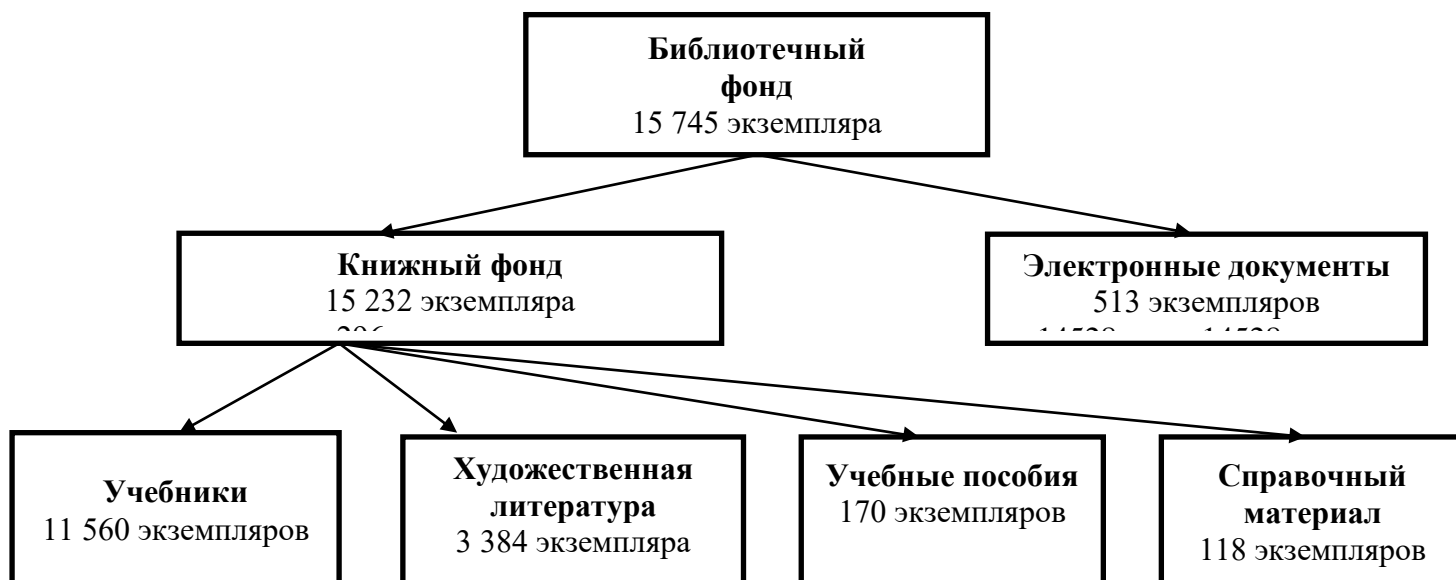 Библиотечный
фонд
15 745 экземпляра
Книжный фонд
15 232 экземпляра
Электронные документы
513 экземпляров
Учебники
11 560 экземпляров
Художественная
литература
3 384 экземпляра
Учебные пособия
170 экземпляров
Справочный
материал
118 экземпляров